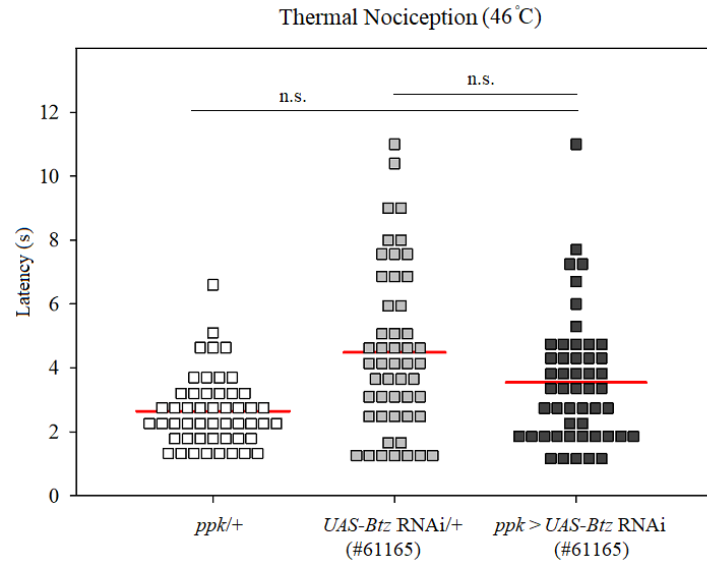 Thermal Nociception (46°C)
n.s.
n.s.
12
10
8
6
4
2
0
Latency (s)
ppk/+
UAS-Btz RNAi/+
(#61165)
ppk > UAS-Btz RNAi
(#61165)